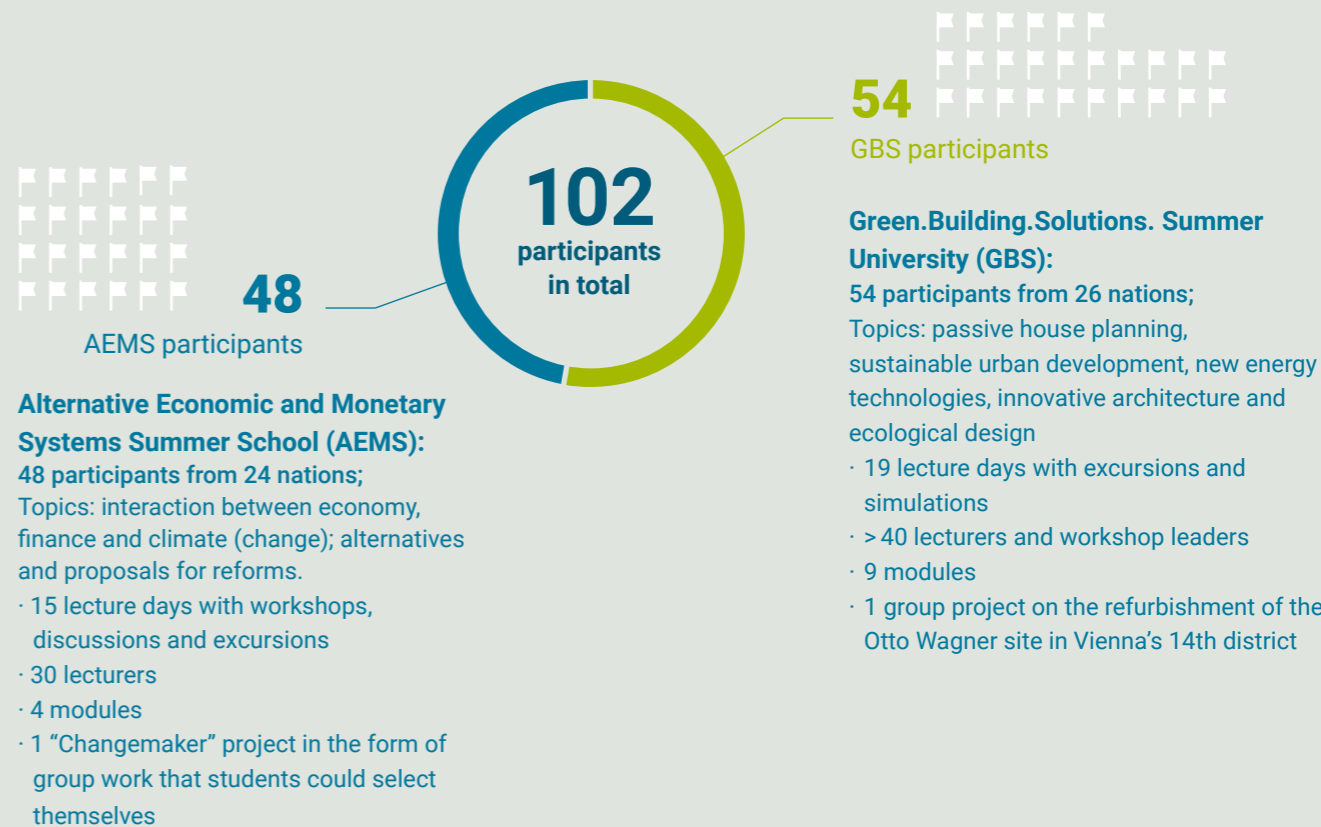 102
participants
in total
48
AEMS participants
Alternative Economic and Monetary
Systems Summer School (AEMS):
48 participants from 24 nations;
Topics: interaction between economy,
finance and climate (change); alternatives
and proposals for reforms.
· 15 lecture days with workshops,
discussions and excursions
· 30 lecturers
· 4 modules
· 1 “Changemaker” project in the form of
group work that students could select
themselves
54
GBS participants
Green.Building.Solutions. Summer
University (GBS):
54 participants from 26 nations;
Topics: passive house planning,
sustainable urban development, new energy
technologies, innovative architecture and
ecological design
· 19 lecture days with excursions and
simulations
· > 40 lecturers and workshop leaders
· 9 modules
· 1 group project on the refurbishment of the
Otto Wagner site in Vienna’s 14th district